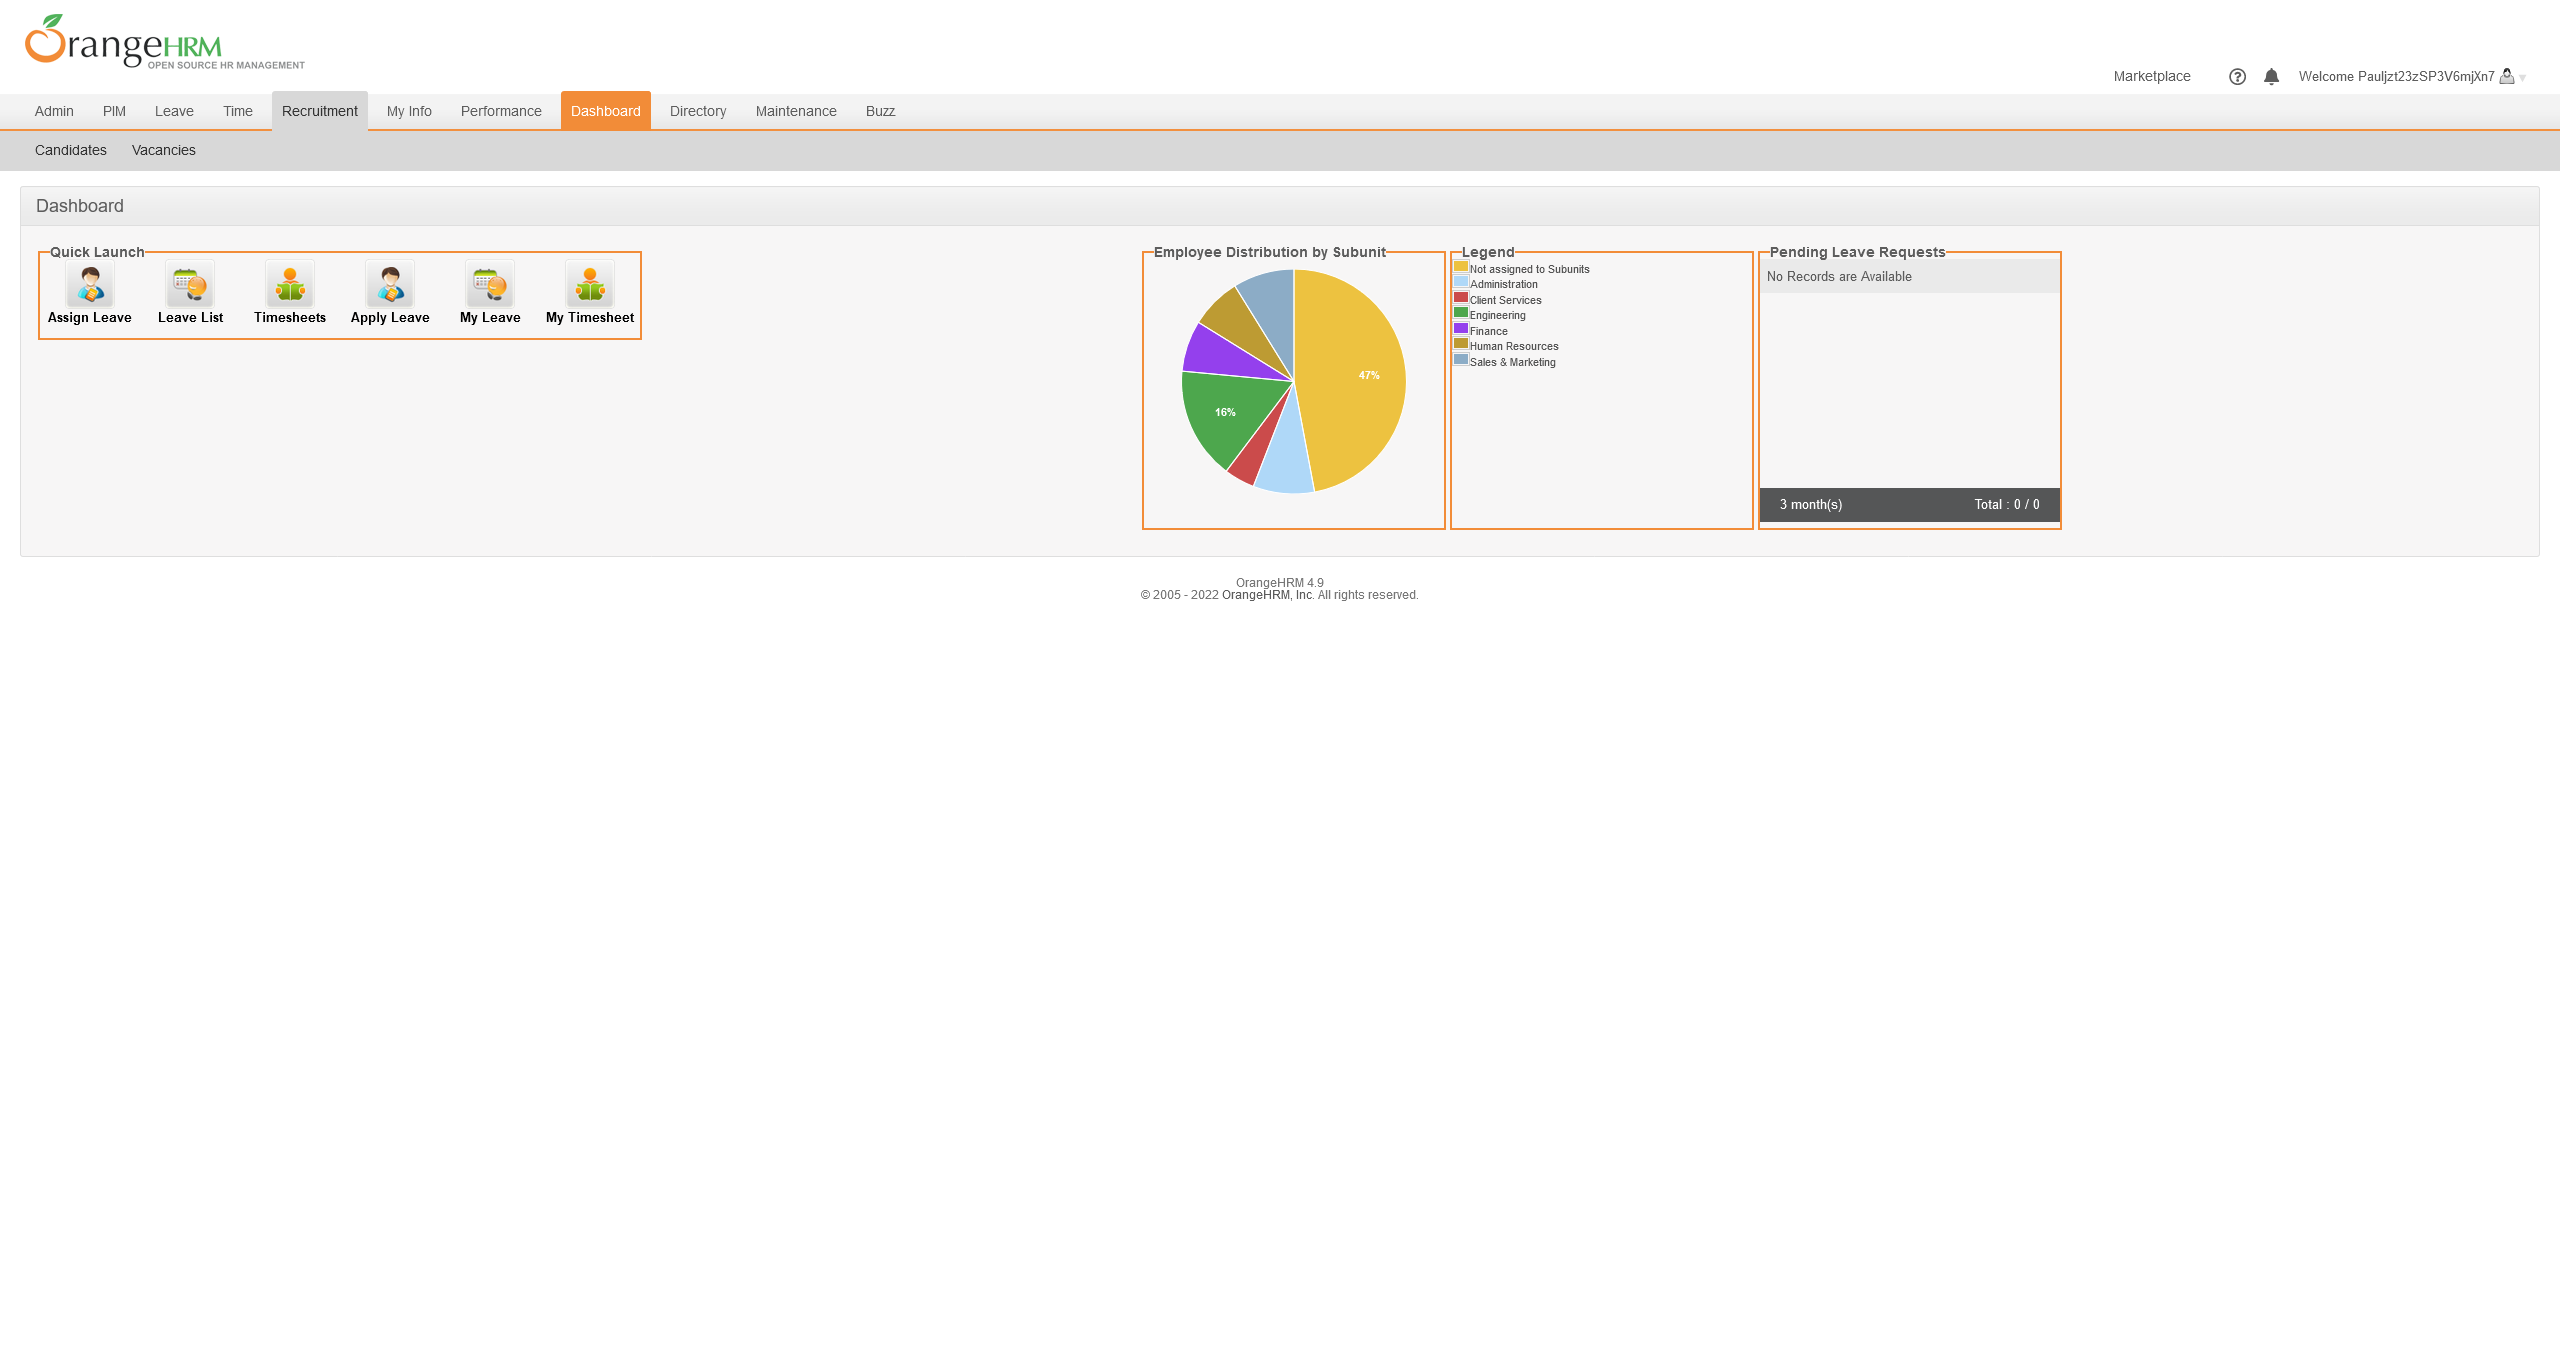 OrangeHRM
OPEN SOURCE HR MANAGEMENT
Marketplace
Welcome Pauljzt23zSP3V6mjXn7
Admin PIM Leave Time Recruitment My Info Performance Dashboard Directory Maintenance Buzz
Candidates Vacancies
Dashboard
Quick Launch
Assign Leave Leave List Timesheets Apply Leave My Leave My Timesheet
Employee Distribution by Subunit
47%
16%
Legend
Not assigned to Subunits
Administration
Client Services
Engineering
Finance
Human Resources
Sales & Marketing
Pending Leave Requests
No Records are Available
3 month(s) Total : 0 / 0
OrangeHRM 4.9
© 2005 - 2022 OrangeHRM, Inc. All rights reserved.